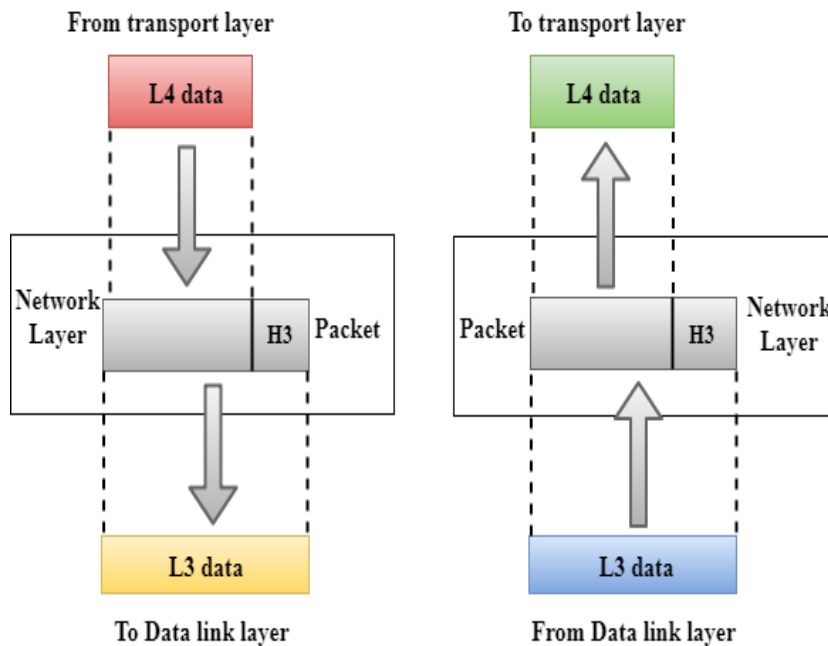 From transport layer
L4 data
Network
Layer
H3
Packet
L3 data
To Data link layer
To transport layer
L4 data
Packet
H3
Network
Layer
L3 data
From Data link layer